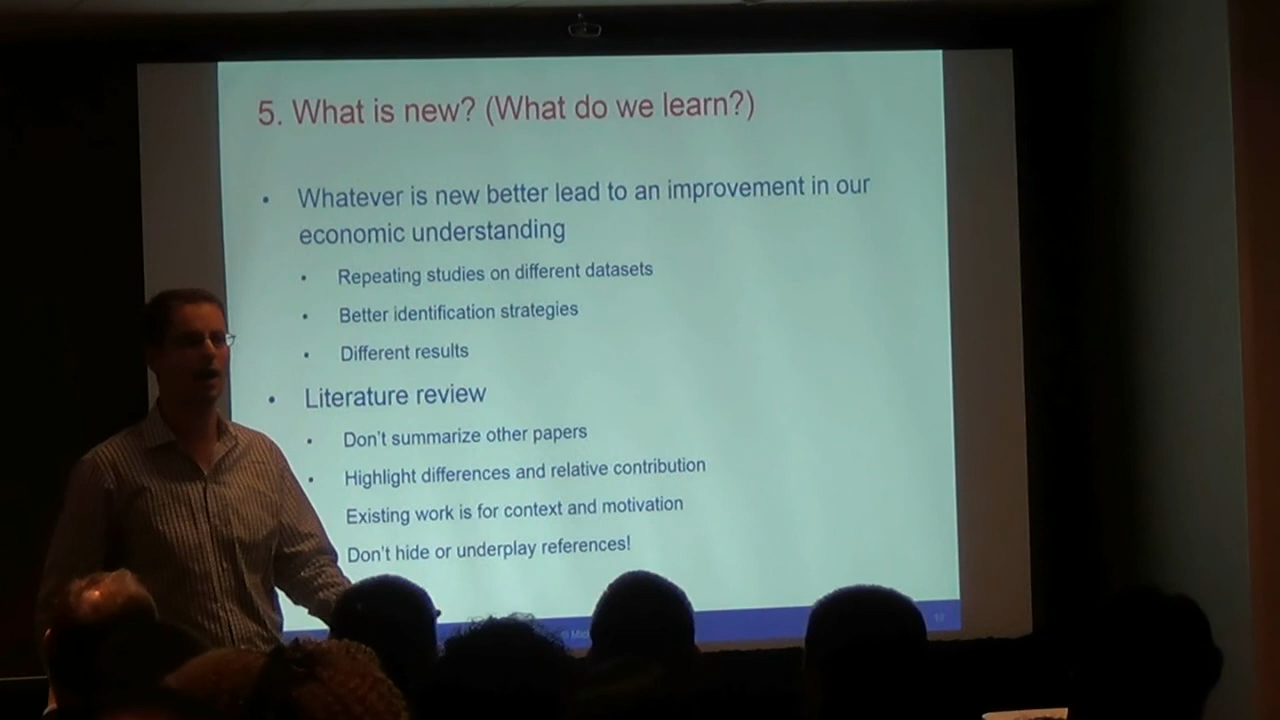 5. What is new? (What do we learn?)
• Whatever is new better lead to an improvement in our
economic understanding
• Repeating studies on different datasets
• Better identification strategies
• Different results
• Literature review
• Don't summarize other papers
• Highlight differences and relative contribution
Existing work is for context and motivation
Don't hide or underplay references!